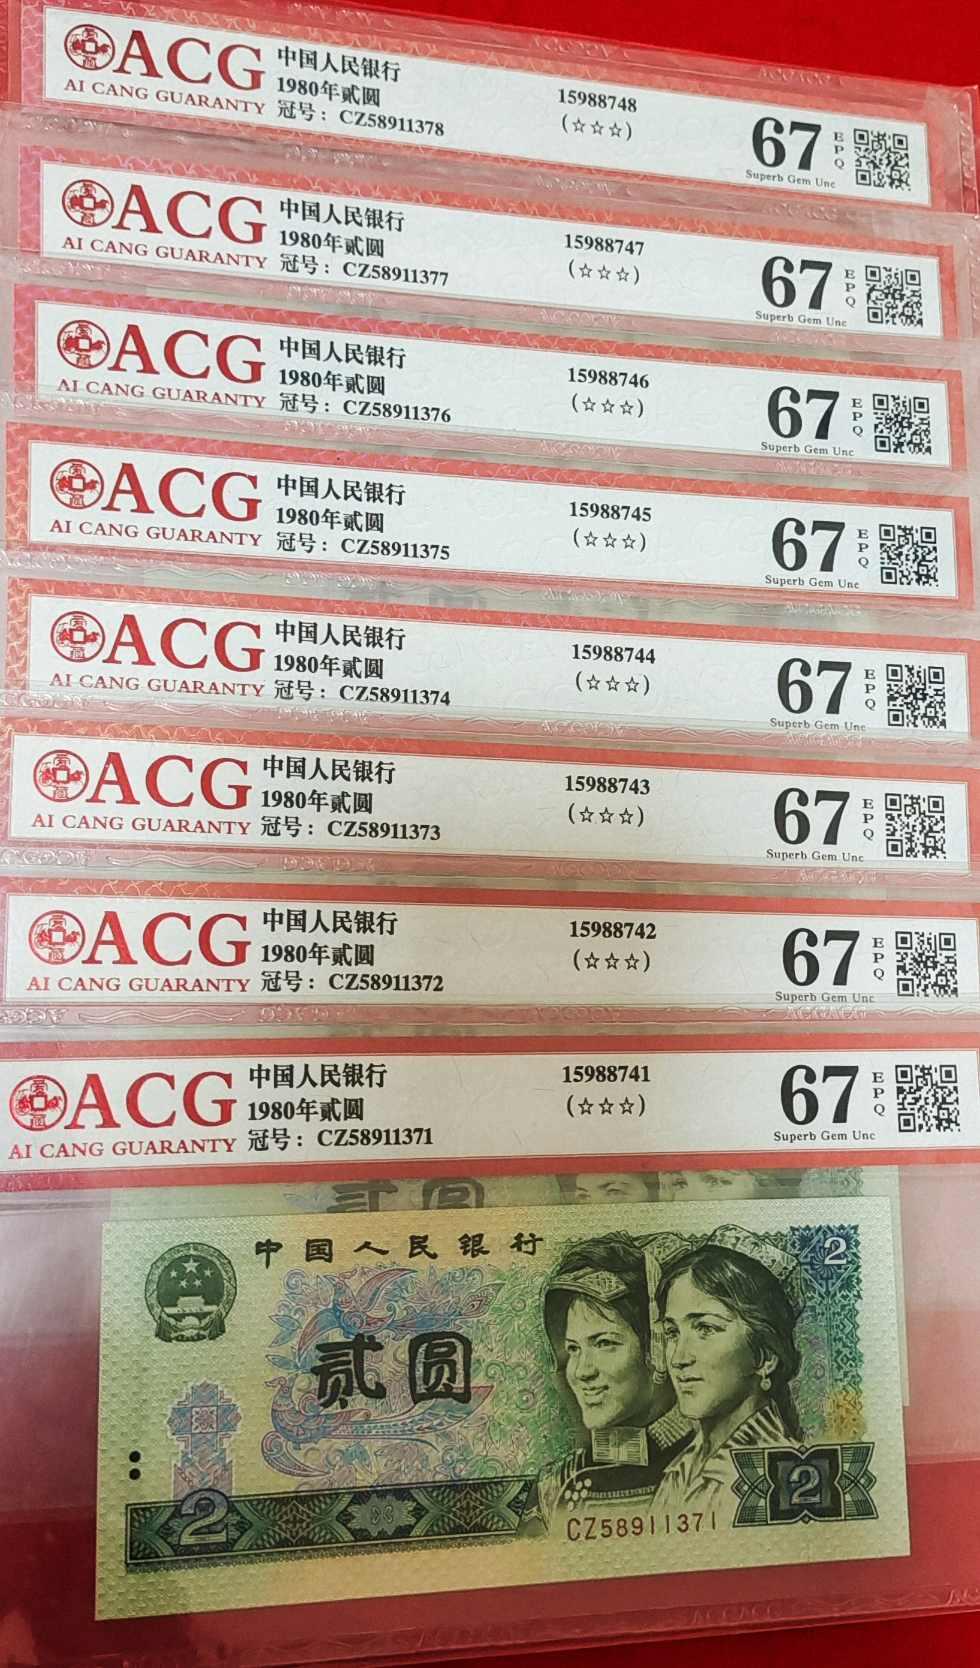 ACG
AI CANG GUARANTY
中国人民银行
1980年贰圆
冠号：CZ58911378
15988748
(☆☆☆)
67
EPQ
Superb Gem Unc
ACG
AI CANG GUARANTY
中国人民银行
1980年贰圆
冠号：CZ58911377
15988747
(☆☆☆)
67
EPQ
Superb Gem Unc
ACG
AI CANG GUARANTY
中国人民银行
1980年贰圆
冠号：CZ58911376
15988746
(☆☆☆)
67
EPQ
Superb Gem Unc
ACG
AI CANG GUARANTY
中国人民银行
1980年贰圆
冠号：CZ58911375
15988745
(☆☆☆)
67
EPQ
Superb Gem Unc
ACG
AI CANG GUARANTY
中国人民银行
1980年贰圆
冠号：CZ58911374
15988744
(☆☆☆)
67
EPQ
Superb Gem Unc
ACG
AI CANG GUARANTY
中国人民银行
1980年贰圆
冠号：CZ58911373
15988743
(☆☆☆)
67
EPQ
Superb Gem Unc
ACG
AI CANG GUARANTY
中国人民银行
1980年贰圆
冠号：CZ58911372
15988742
(☆☆☆)
67
EPQ
Superb Gem Unc
ACG
AI CANG GUARANTY
中国人民银行
1980年贰圆
冠号：CZ58911371
15988741
(☆☆☆)
67
EPQ
Superb Gem Unc
贰圆
中国人民银行
2
贰圆
2
2
CZ58911371